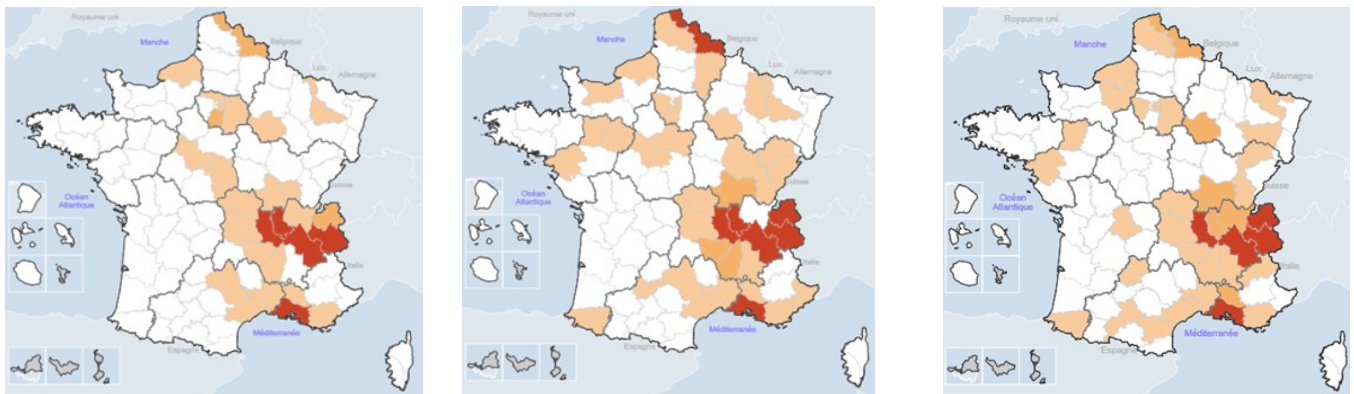 Royaume uni
Manche
Belgique
Lux.
Allemagne
Suisse
Océan
Atlantique
Italie
Méditerranée
Espagne
Royaume uni
Manche
Belgique
Lux.
Allemagne
Suisse
Océan
Atlantique
Italie
Méditerranée
Espagne
Royaume uni
Manche
Belgique
Lux.
Allemagne
Suisse
Océan
Atlantique
Italie
Méditerranée
Espagne